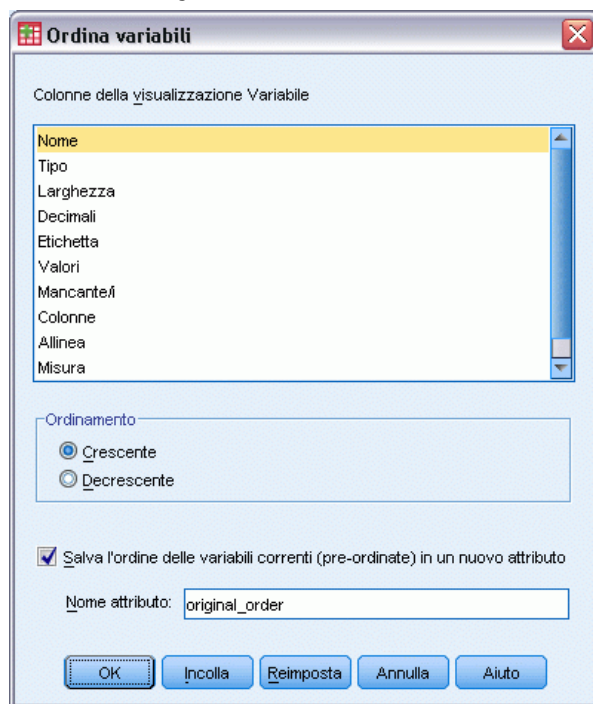 Ordina variabili
Colonne della visualizzazione Variabile
Nome
Tipo
Larghezza
Decimali
Etichetta
Valori
Mancante/i
Colonne
Allinea
Misura
Ordinamento
Crescente
Decrescente
Salva l'ordine delle variabili correnti (pre-ordinate) in un nuovo attributo
Nome attributo: original_order
OK Incolla Reimposta Annulla Aiuto